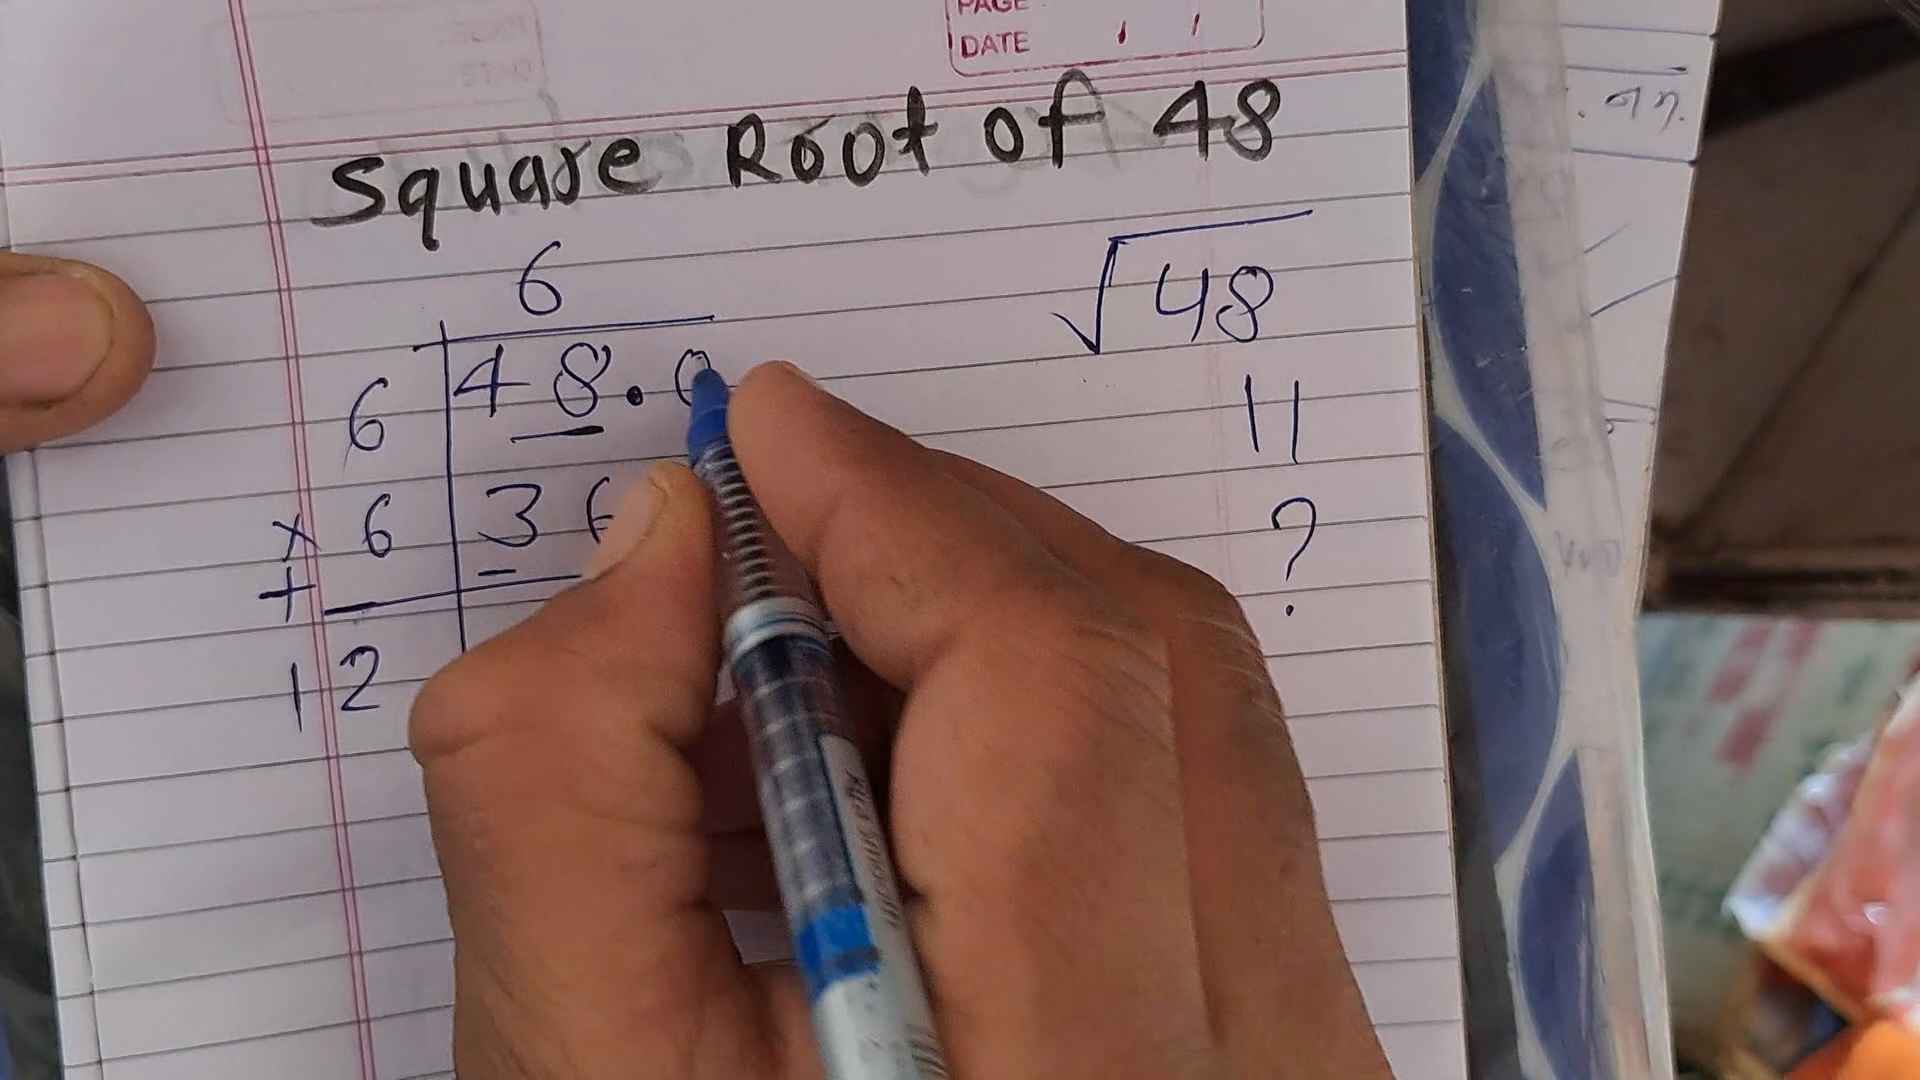 PAGE
DATE
Square Root of 48
6
√48
6 48.0
11
× 6 36
?
+
12